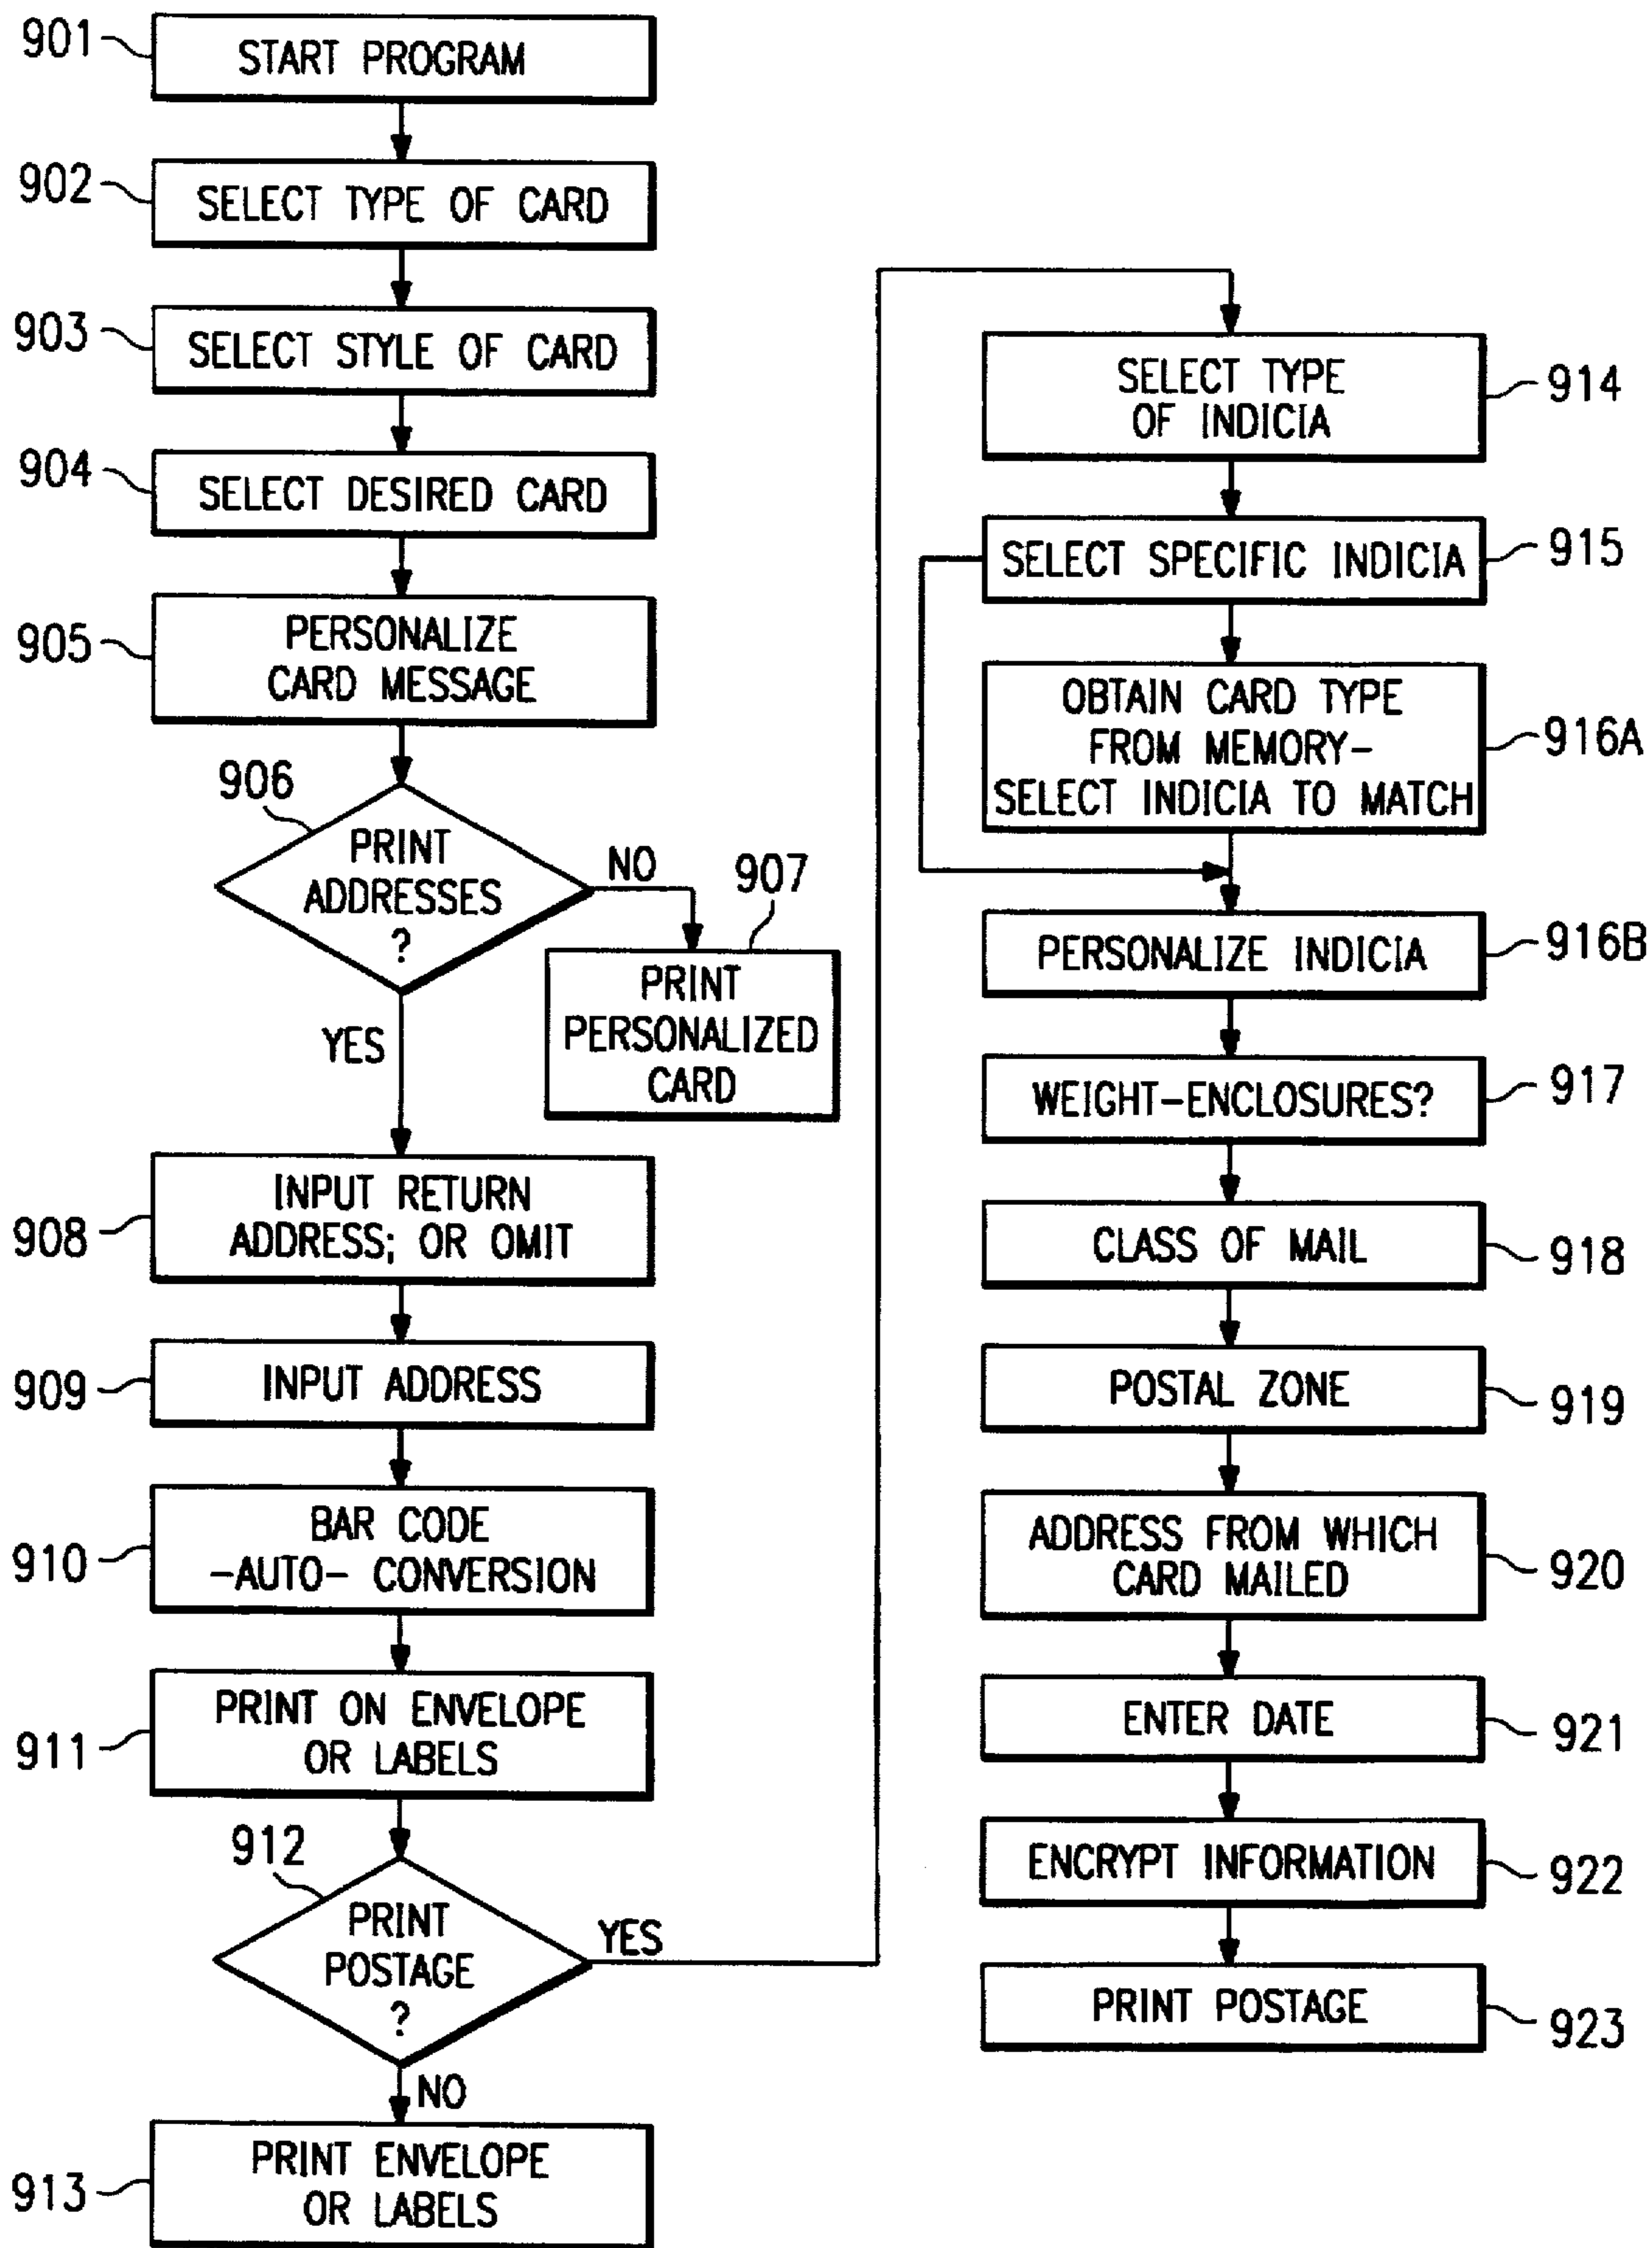 901
START PROGRAM
902
SELECT TYPE OF CARD
903
SELECT STYLE OF CARD
904
SELECT DESIRED CARD
905
PERSONALIZE
CARD MESSAGE
906
PRINT
ADDRESSES
?
NO
907
PRINT
PERSONALIZED
CARD
YES
908
INPUT RETURN
ADDRESS; OR OMIT
909
INPUT ADDRESS
910
BAR CODE
-AUTO- CONVERSION
911
PRINT ON ENVELOPE
OR LABELS
912
PRINT
POSTAGE
?
YES
NO
913
PRINT ENVELOPE
OR LABELS
SELECT TYPE
OF INDICIA
914
SELECT SPECIFIC INDICIA
915
OBTAIN CARD TYPE
FROM MEMORY-
SELECT INDICIA TO MATCH
916A
PERSONALIZE INDICIA
916B
WEIGHT-ENCLOSURES?
917
CLASS OF MAIL
918
POSTAL ZONE
919
ADDRESS FROM WHICH
CARD MAILED
920
ENTER DATE
921
ENCRYPT INFORMATION
922
PRINT POSTAGE
923